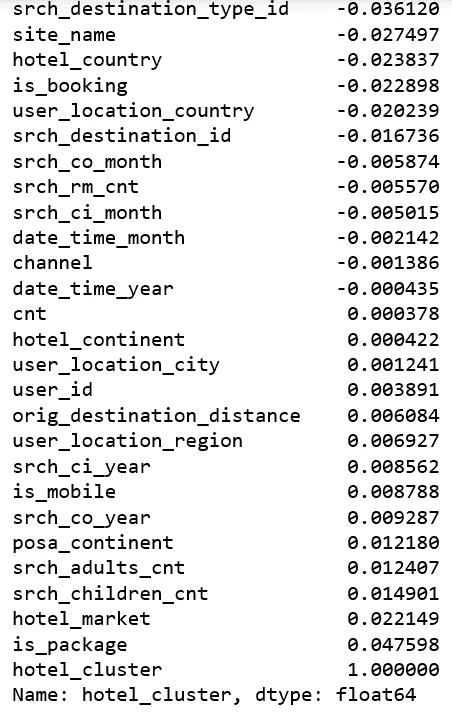 srch_destination_type_id -0.036120
site_name -0.027497
hotel_country -0.023837
is_booking -0.022898
user_location_country -0.020239
srch_destination_id -0.016736
srch_co_month -0.005874
srch_rm_cnt -0.005570
srch_ci_month -0.005015
date_time_month -0.002142
channel -0.001386
date_time_year -0.000435
cnt 0.000378
hotel_continent 0.000422
user_location_city 0.001241
user_id 0.003891
orig_destination_distance 0.006084
user_location_region 0.006927
srch_ci_year 0.008562
is_mobile 0.008788
srch_co_year 0.009287
posa_continent 0.012180
srch_adults_cnt 0.012407
srch_children_cnt 0.014901
hotel_market 0.022149
is_package 0.047598
hotel_cluster 1.000000
Name: hotel_cluster, dtype: float64